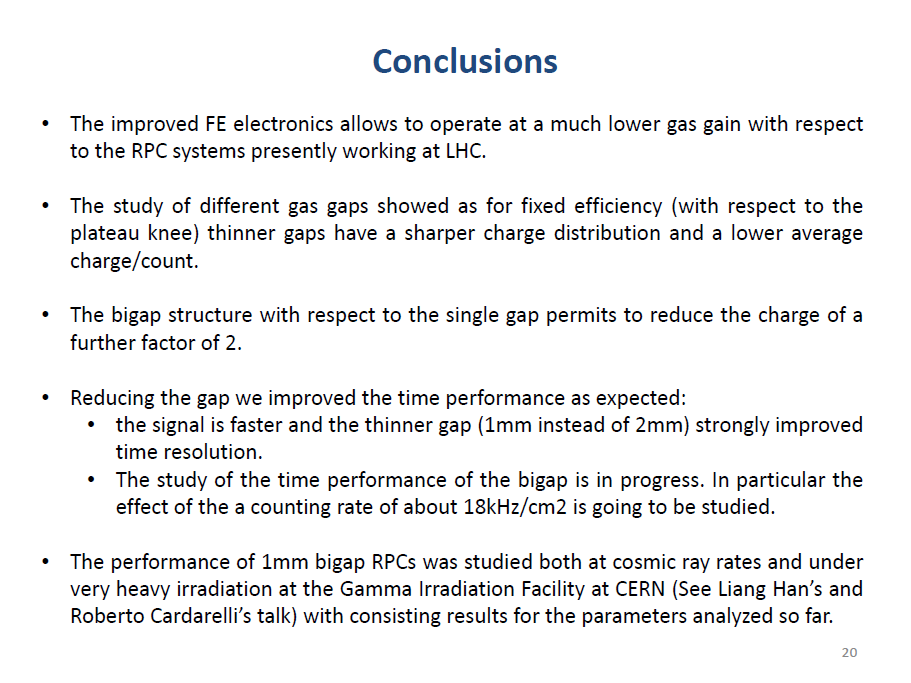 Conclusions
• The improved FE electronics allows to operate at a much lower gas gain with respect
to the RPC systems presently working at LHC.
• The study of different gas gaps showed as for fixed efficiency (with respect to the
plateau knee) thinner gaps have a sharper charge distribution and a lower average
charge/count.
• The bigap structure with respect to the single gap permits to reduce the charge of a
further factor of 2.
• Reducing the gap we improved the time performance as expected:
• the signal is faster and the thinner gap (1mm instead of 2mm) strongly improved
time resolution.
• The study of the time performance of the bigap is in progress. In particular the
effect of the a counting rate of about 18kHz/cm2 is going to be studied.
• The performance of 1mm bigap RPCs was studied both at cosmic ray rates and under
very heavy irradiation at the Gamma Irradiation Facility at CERN (See Liang Han’s and
Roberto Cardarelli’s talk) with consisting results for the parameters analyzed so far.
20